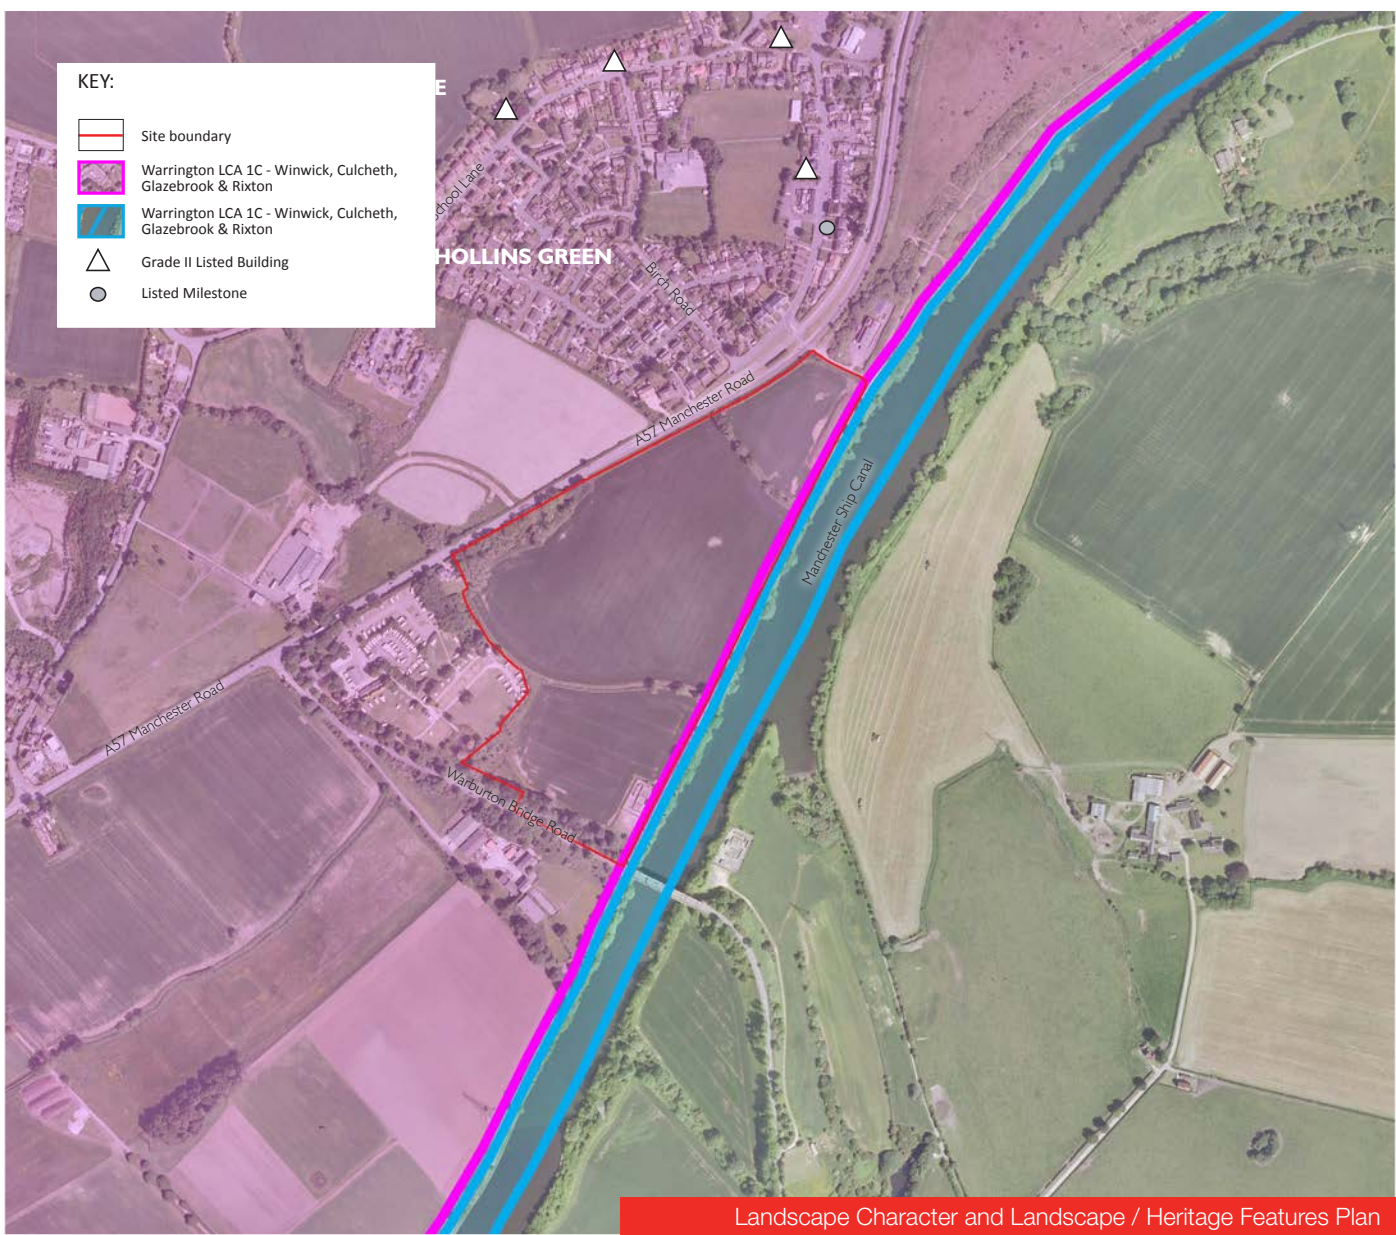 KEY:
Site boundary
Warrington LCA 1C - Winwick, Culcheth,
Glazebrook & Rixton
Warrington LCA 1C - Winwick, Culcheth,
Glazebrook & Rixton
Grade II Listed Building
Listed Milestone
E
School Lane
HOLLINS GREEN
Birch Road
A57 Manchester Road
Manchester Ship Canal
A57 Manchester Road
Warburton Bridge Road
Landscape Character and Landscape / Heritage Features Plan